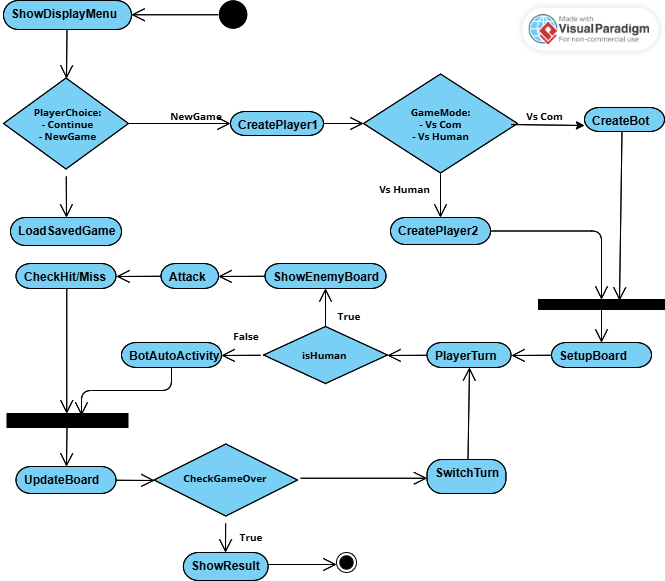 ShowDisplayMenu
Made with
VisualParadigm
For non-commercial use
PlayerChoice:
- Continue
- NewGame
NewGame
CreatePlayer1
GameMode:
- Vs Com
- Vs Human
Vs Com
CreateBot
Vs Human
LoadSavedGame
CreatePlayer2
CheckHit/Miss
Attack
ShowEnemyBoard
True
False
BotAutoActivity
isHuman
PlayerTurn
SetupBoard
UpdateBoard
CheckGameOver
SwitchTurn
True
ShowResult